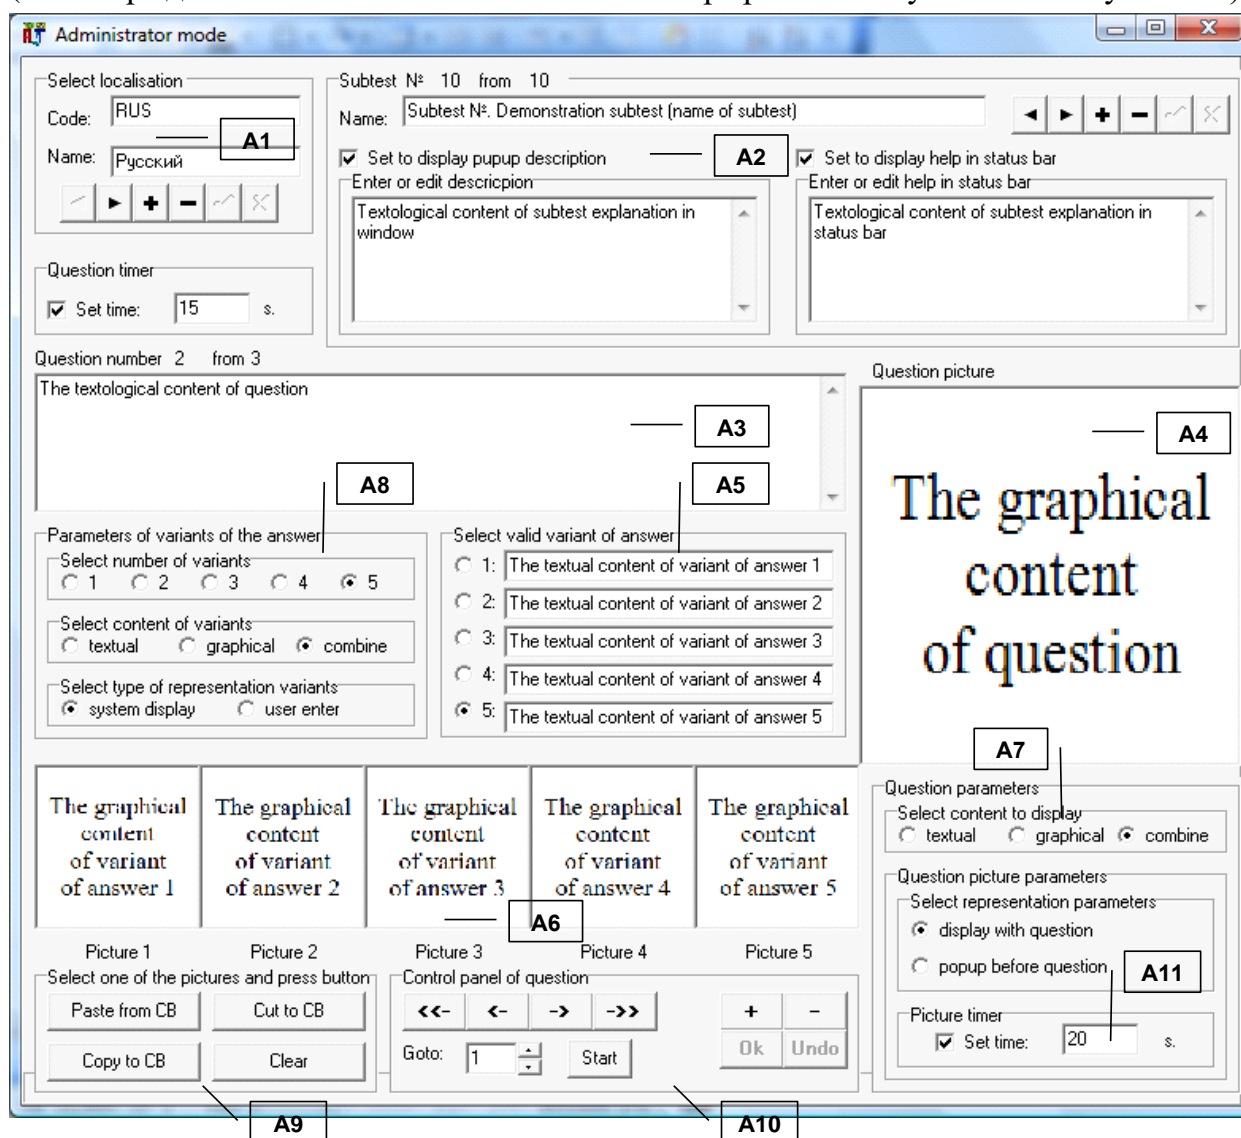 Administrator mode
Select localisation
Code: RUS
A1
Name: Русский
Subtest № 10 from 10
Name: Subtest №. Demonstration subtest (name of subtest)
Set to display pupup description
A2
Set to display help in status bar
Enter or edit descricpion
Textological content of subtest explanation in
window
Enter or edit help in status bar
Textological content of subtest explanation in
status bar
Question timer
Set time: 15 s.
Question number 2 from 3
The textological content of question
A3
Question picture
A4
The graphical
content
of question
A8
A5
Parameters of variants of the answer
Select number of variants
1 2 3 4 5
Select content of variants
textual graphical combine
Select type of representation variants
system display user enter
Select valid variant of answer
1: The textual content of variant of answer 1
2: The textual content of variant of answer 2
3: The textual content of variant of answer 3
4: The textual content of variant of answer 4
5: The textual content of variant of answer 5
A7
The graphical
content
of variant
of answer 1
The graphical
content
of variant
of answer 2
The graphical
content
of variant
of answer 3
The graphical
content
of variant
of answer 4
The graphical
content
of variant
of answer 5
A6
Picture 1 Picture 2 Picture 3 Picture 4 Picture 5
Question parameters
Select content to display
textual graphical combine
Question picture parameters
Select representation parameters
display with question
popup before question
A11
Picture timer
Set time: 20 s.
Select one of the pictures and press button
Paste from CB Cut to CB
Copy to CB Clear
A9
Control panel of question
<<- <- -> ->> + -
Goto: 1 Start Ok Undo
A10